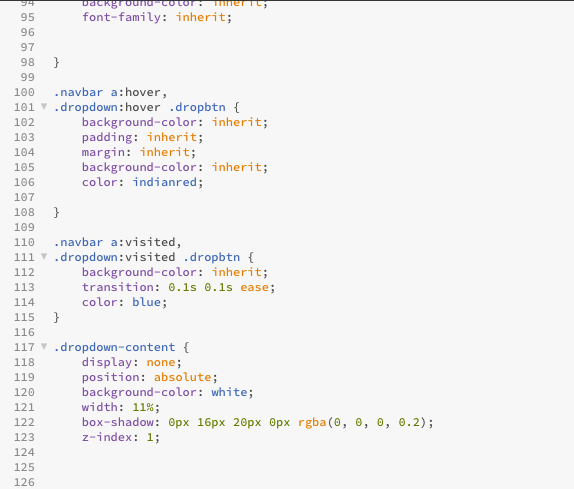 94 background-color: inherit;
95 font-family: inherit;
96
97
98 }
99
100 .navbar a:hover,
101 .dropdown:hover .dropbtn {
102 background-color: inherit;
103 padding: inherit;
104 margin: inherit;
105 background-color: inherit;
106 color: indianred;
107
108 }
109
110 .navbar a:visited,
111 .dropdown:visited .dropbtn {
112 background-color: inherit;
113 transition: 0.1s 0.1s ease;
114 color: blue;
115 }
116
117 .dropdown-content {
118 display: none;
119 position: absolute;
120 background-color: white;
121 width: 11%;
122 box-shadow: 0px 16px 20px 0px rgba(0, 0, 0, 0.2);
123 z-index: 1;
124
125
126